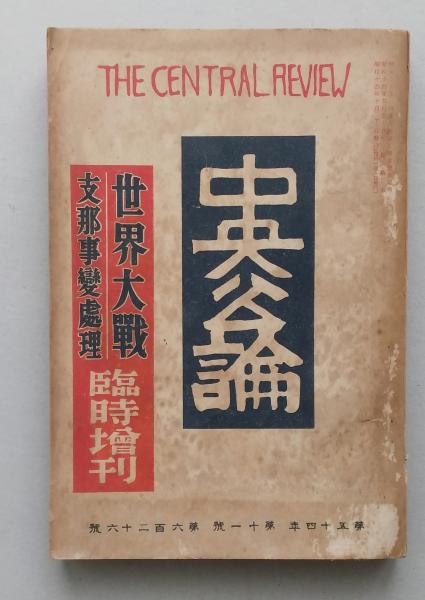 THE CENTRAL REVIEW
中央公論
世界大戰
支那事變處理
臨時增刊
第五十四年 第十一號 第六百二十六號